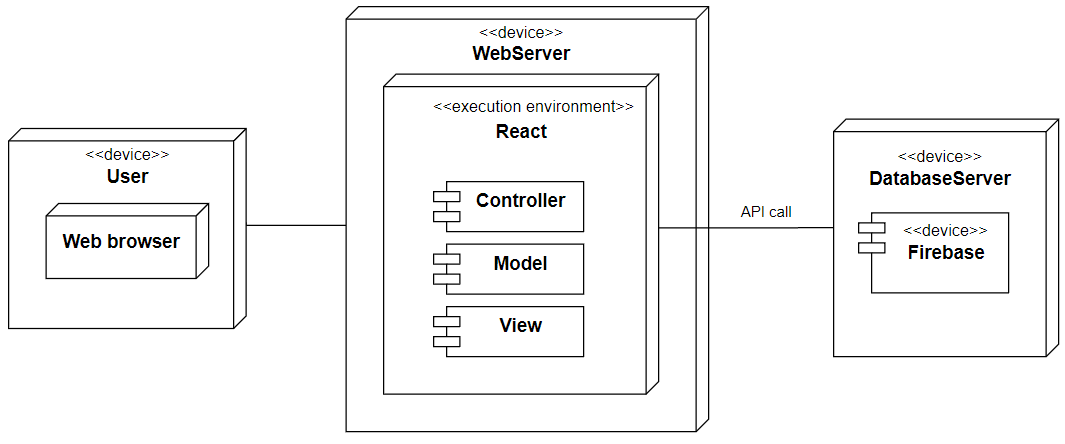 <<device>>
User
Web browser
<<device>>
WebServer
<<execution environment>>
React
Controller
Model
View
API call
<<device>>
DatabaseServer
<<device>>
Firebase